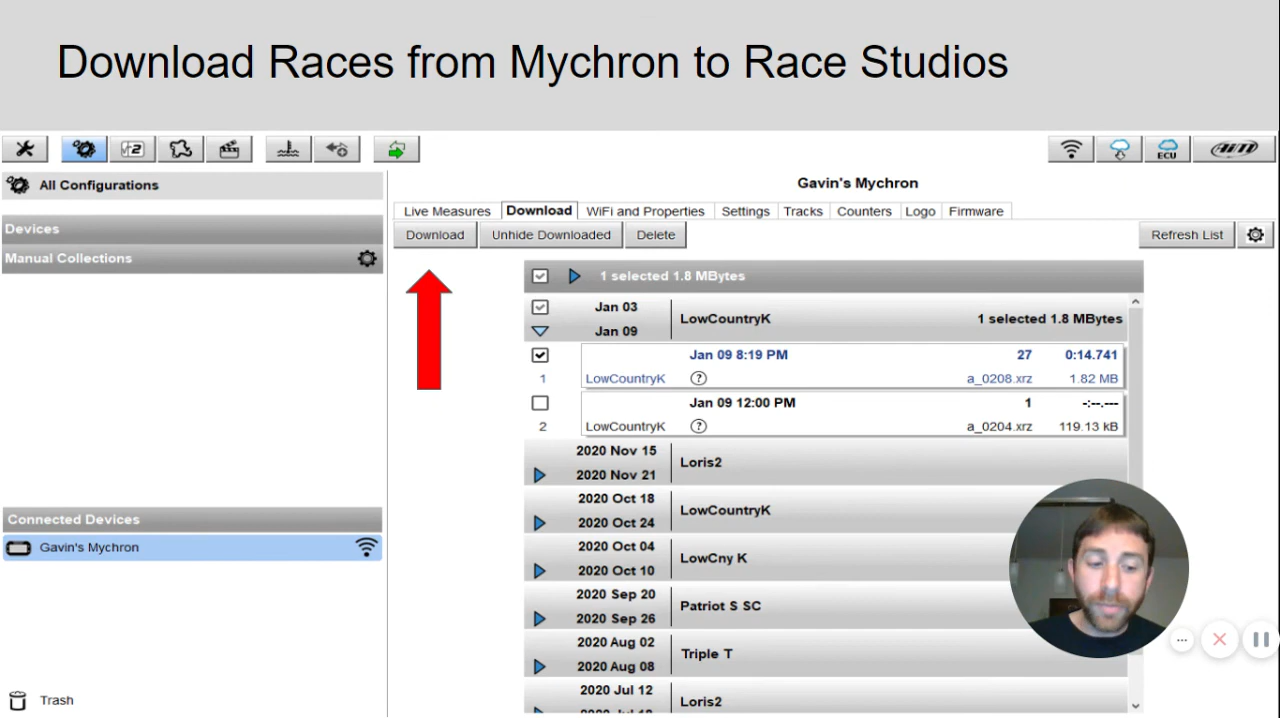 Download Races from Mychron to Race Studios
2
ECU
AiM
All Configurations
Gavin's Mychron
Live Measures Download WiFi and Properties Settings Tracks Counters Logo Firmware
Devices
Download Unhide Downloaded Delete Refresh List
Manual Collections
1 selected 1.8 MBytes
Jan 03
LowCountryK 1 selected 1.8 MBytes
Jan 09
Jan 09 8:19 PM 27 0:14.741
1 LowCountryK ? a_0208.xrz 1.82 MB
Jan 09 12:00 PM 1 -:--.---
2 LowCountryK ? a_0204.xrz 119.13 kB
2020 Nov 15
Loris2
2020 Nov 21
2020 Oct 18
LowCountryK
2020 Oct 24
Connected Devices
Gavin's Mychron
2020 Oct 04
LowCny K
2020 Oct 10
2020 Sep 20
Patriot S SC
2020 Sep 26
2020 Aug 02
Triple T
2020 Aug 08
2020 Jul 12
Loris2
Trash